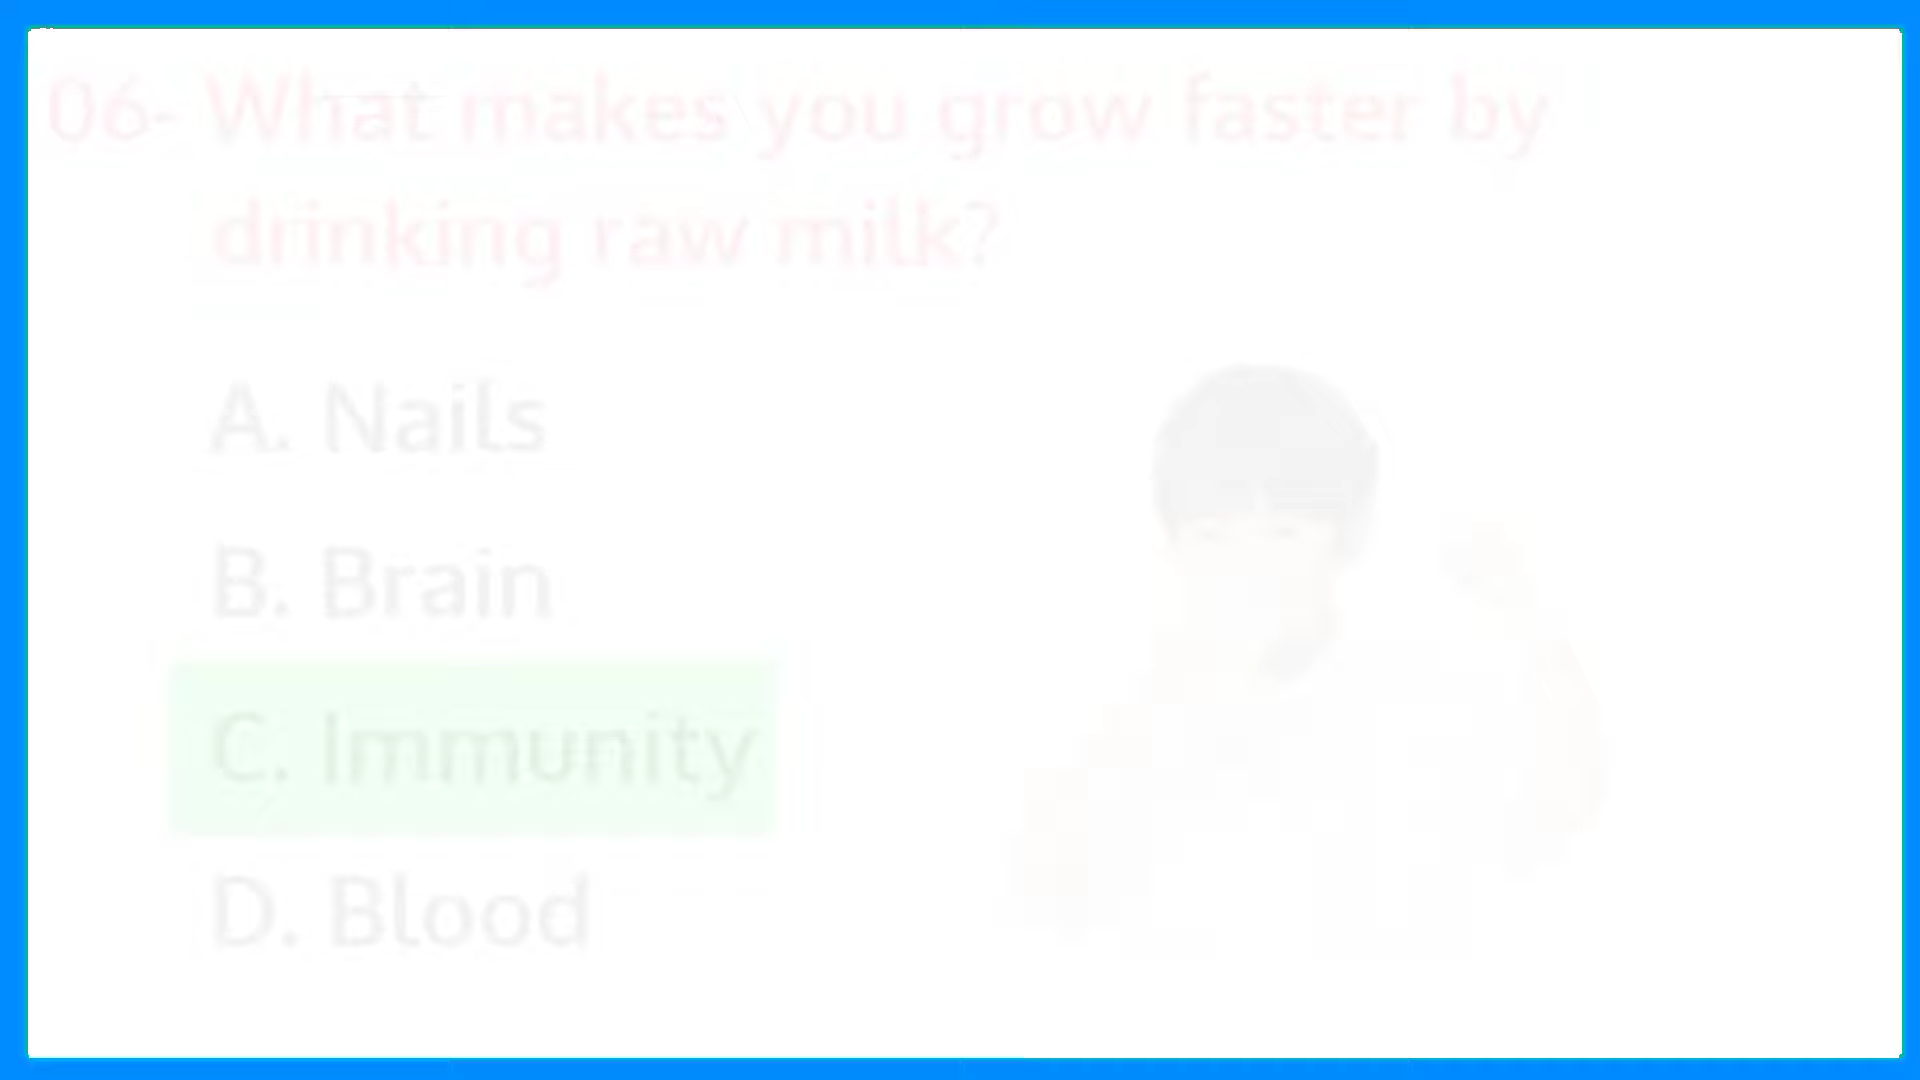 06- What makes you grow faster by
drinking raw milk?
A. Nails
B. Brain
C. Immunity
D. Blood